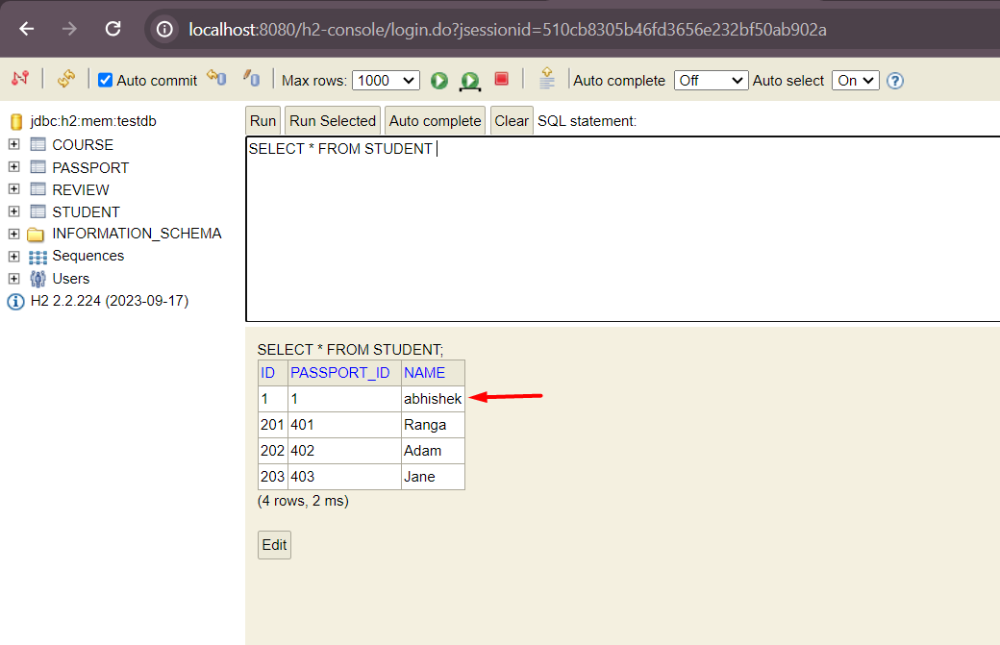 localhost:8080/h2-console/login.do?jsessionid=510cb8305b46fd3656e232bf50ab902a
Auto commit Max rows: 1000 Auto complete Off Auto select On ?
jdbc:h2:mem:testdb
COURSE
PASSPORT
REVIEW
STUDENT
INFORMATION_SCHEMA
Sequences
Users
H2 2.2.224 (2023-09-17)
Run Run Selected Auto complete Clear SQL statement:
SELECT * FROM STUDENT
SELECT * FROM STUDENT;
ID PASSPORT_ID NAME
1 1 abhishek
201 401 Ranga
202 402 Adam
203 403 Jane
(4 rows, 2 ms)
Edit